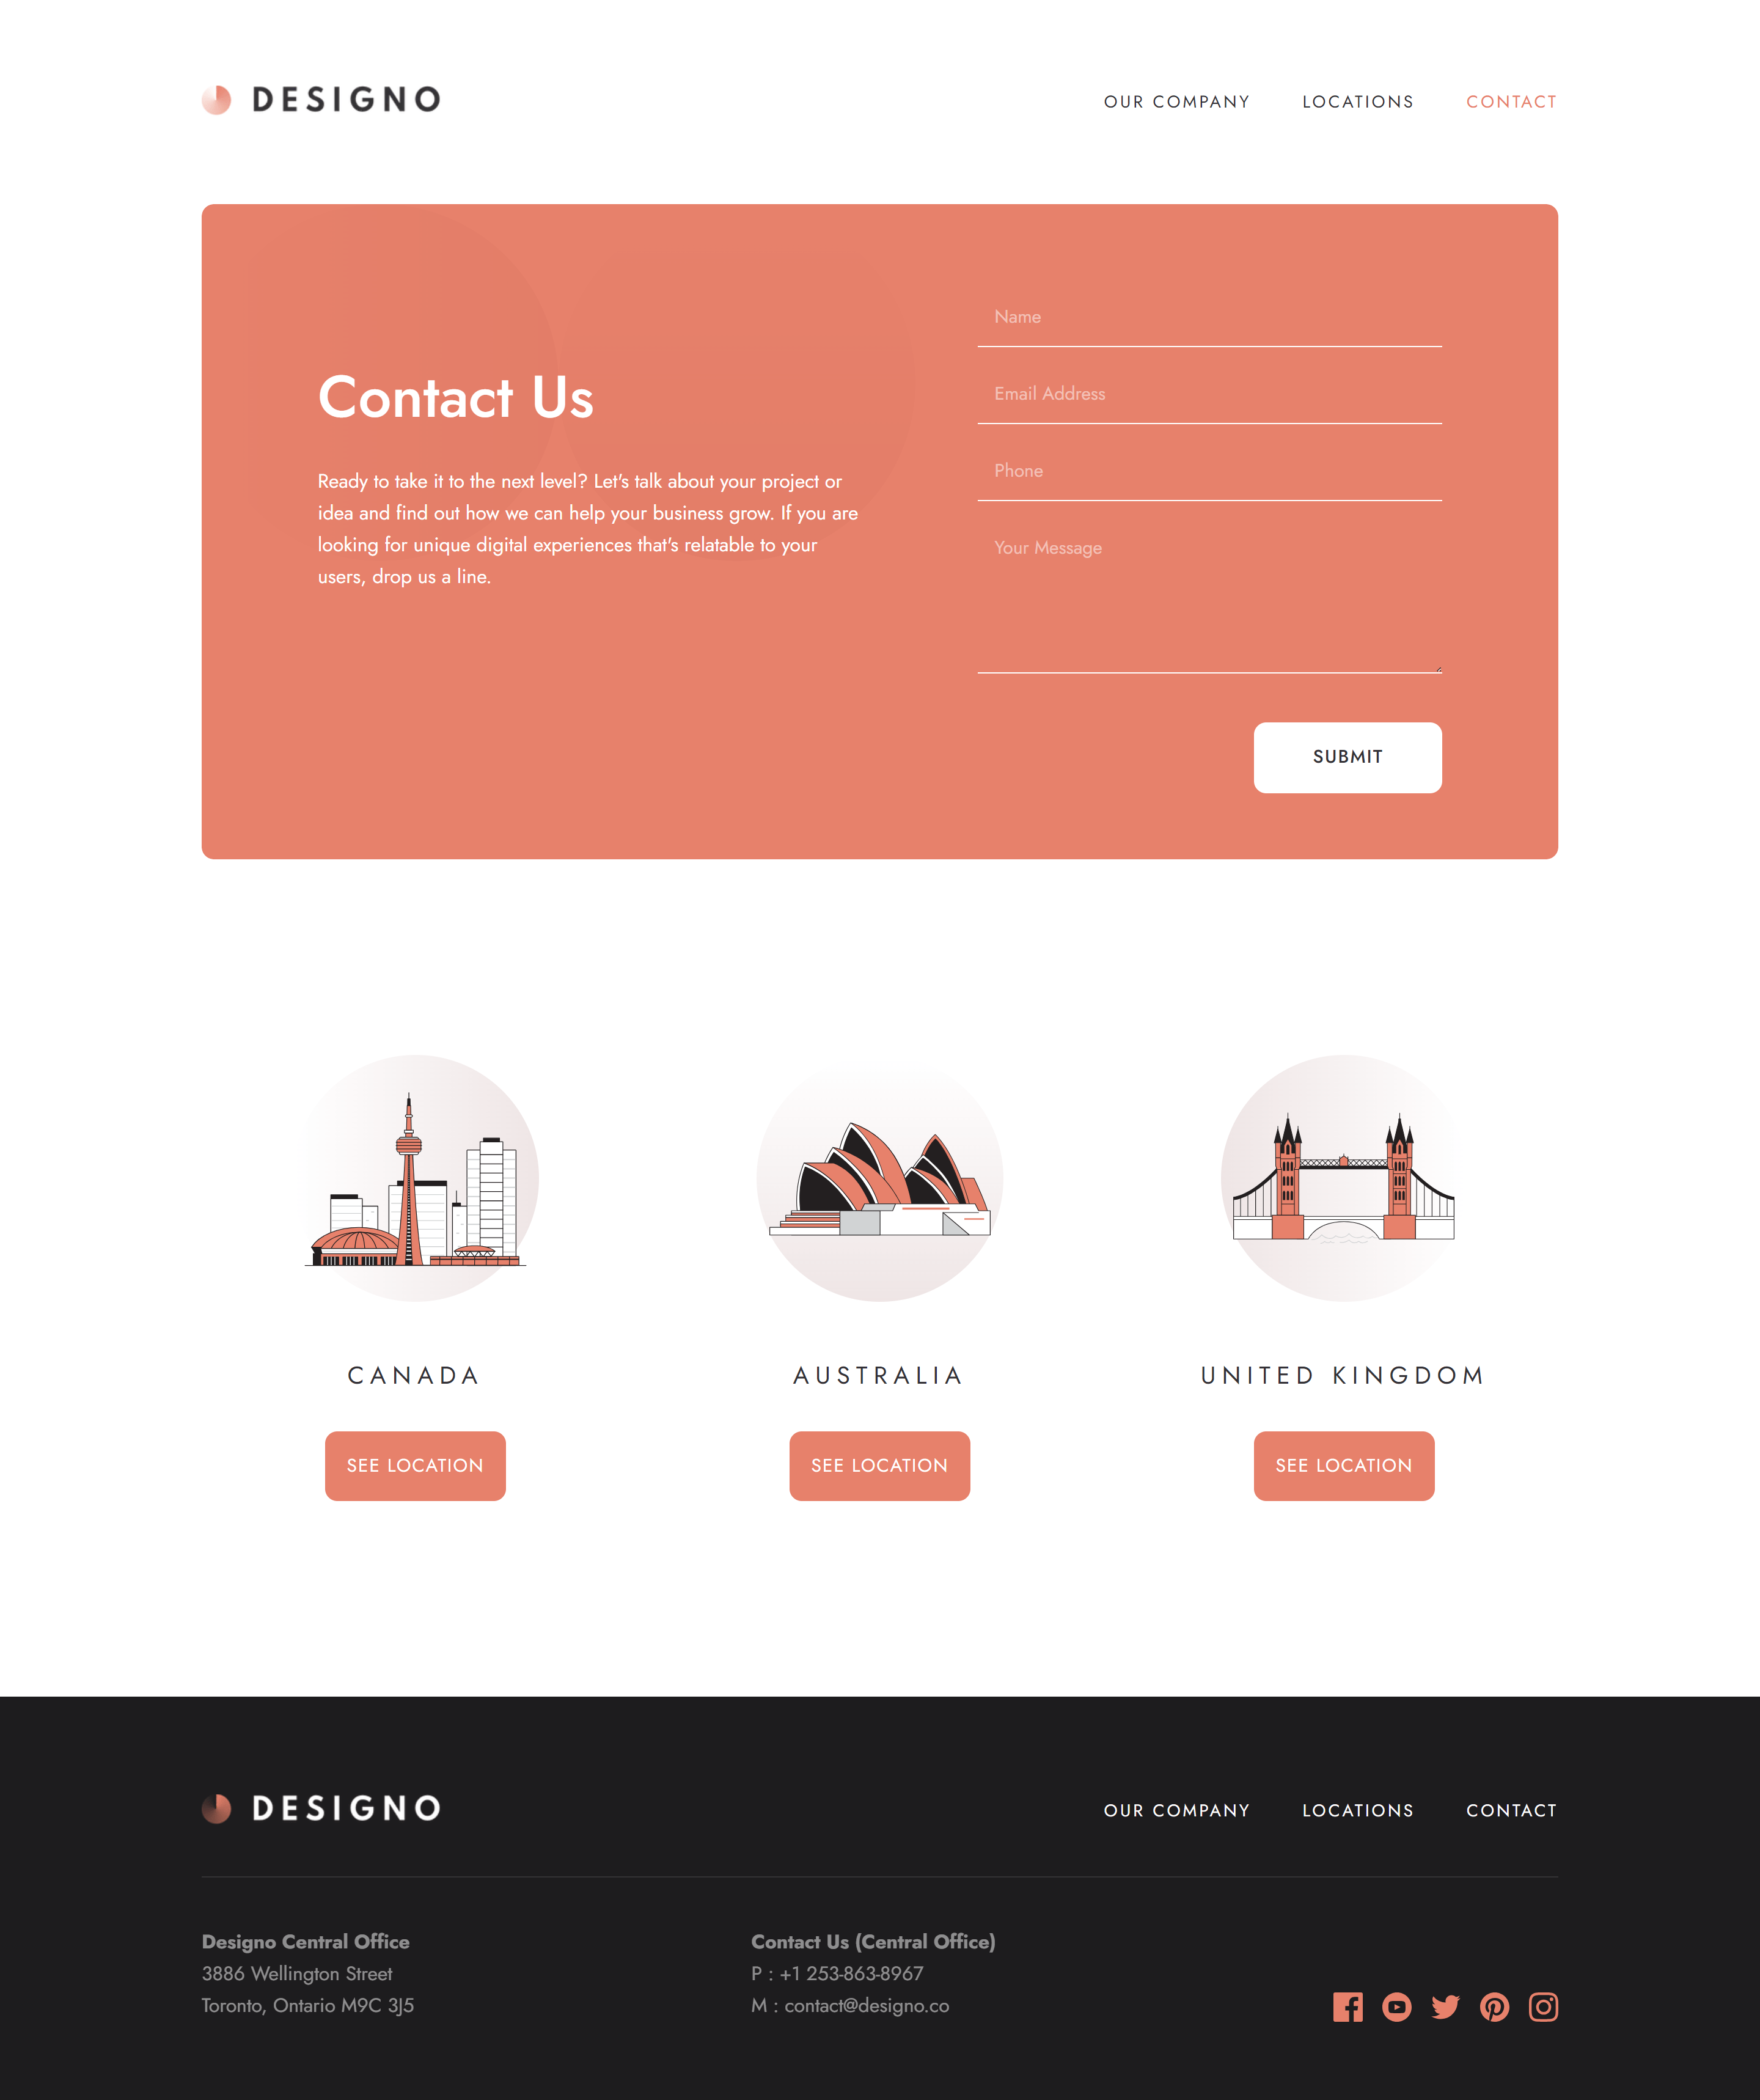 DESIGNO
OUR COMPANY LOCATIONS CONTACT
Contact Us
Ready to take it to the next level? Let's talk about your project or
idea and find out how we can help your business grow. If you are
looking for unique digital experiences that's relatable to your
users, drop us a line.
Name
Email Address
Phone
Your Message
SUBMIT
CANADA
SEE LOCATION
AUSTRALIA
SEE LOCATION
UNITED KINGDOM
SEE LOCATION
DESIGNO
OUR COMPANY LOCATIONS CONTACT
Designo Central Office
3886 Wellington Street
Toronto, Ontario M9C 3J5
Contact Us (Central Office)
P : +1 253-863-8967
M : contact@designo.co